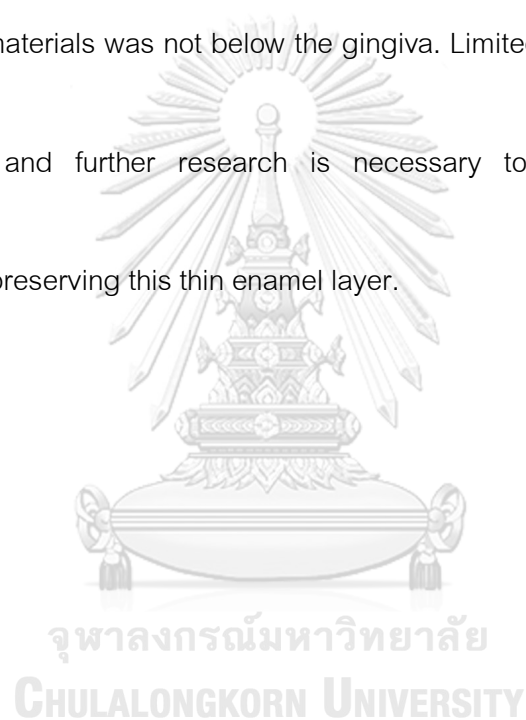 materials was not below the gingiva. Limited
and further research is necessary to
preserving this thin enamel layer.
จุฬาลงกรณ์มหาวิทยาลัย
CHULALONGKORN UNIVERSITY